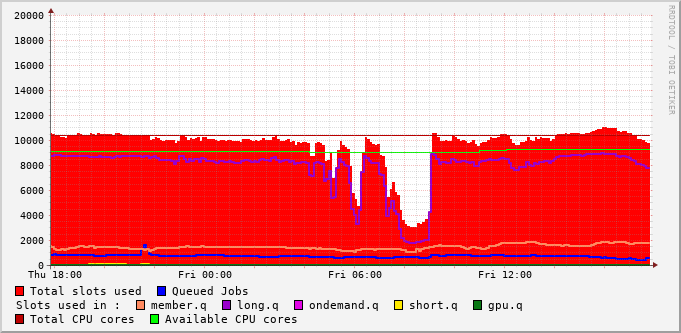 20000
18000
16000
14000
12000
10000
8000
6000
4000
2000
0
Thu 18:00 Fri 00:00 Fri 06:00 Fri 12:00
Total slots used Queued Jobs
Slots used in : member.q long.q ondemand.q short.q gpu.q
Total CPU cores Available CPU cores
RRDTOOL / TOBI OETIKER